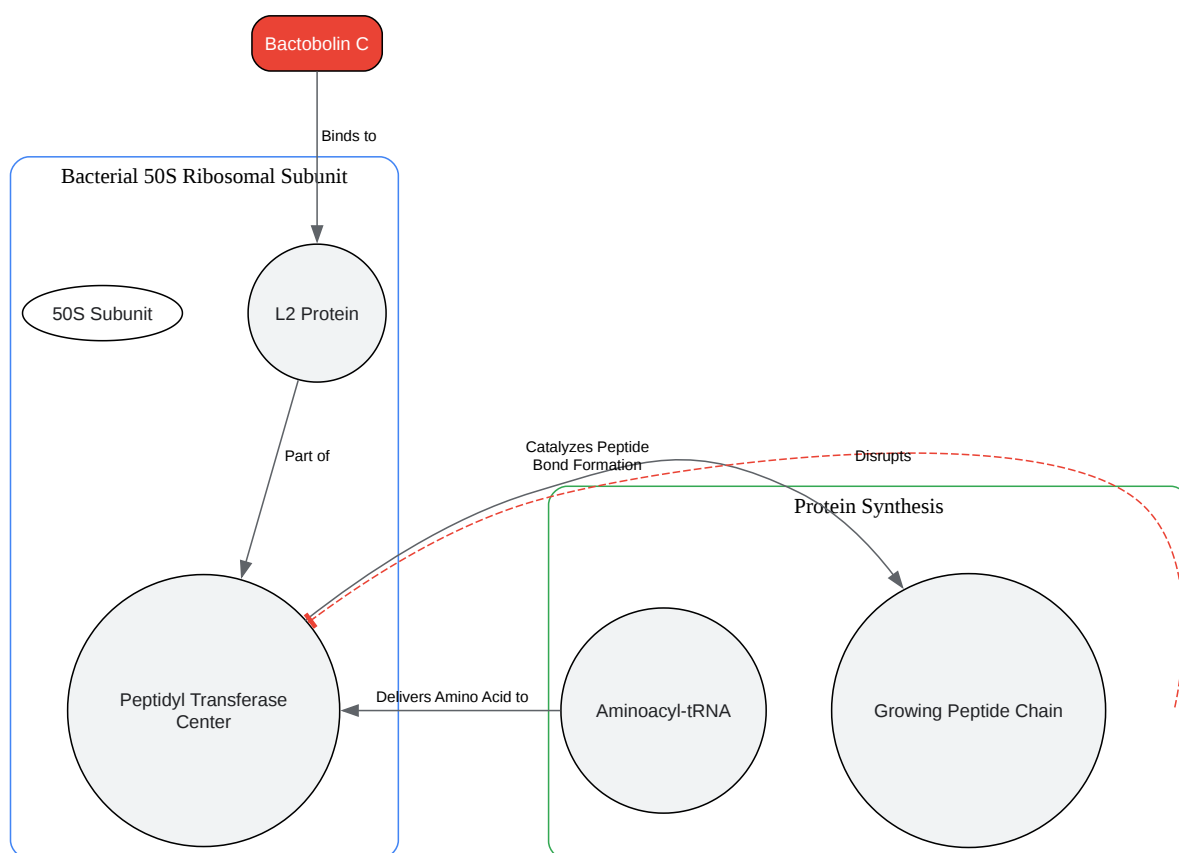 Bactobolin C
Binds to
Bacterial 50S Ribosomal Subunit
50S Subunit
L2 Protein
Part of
Catalyzes Peptide
Bond Formation
Disrupts
Protein Synthesis
Peptidyl Transferase
Center
Delivers Amino Acid to
Aminoacyl-tRNA
Growing Peptide Chain